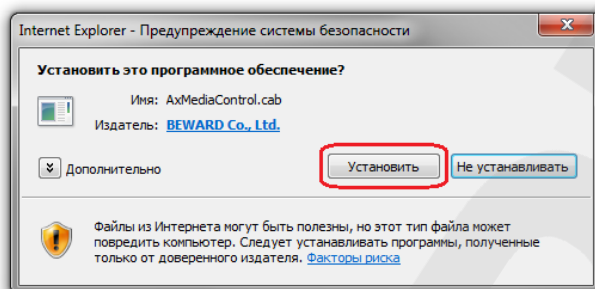 Internet Explorer - Предупреждение системы безопасности
Установить это программное обеспечение?
Имя: AxMediaControl.cab
Издатель: BEWARD Co., Ltd.
Дополнительно
Установить
Не устанавливать
Файлы из Интернета могут быть полезны, но этот тип файла может
повредить компьютер. Следует устанавливать программы, полученные
только от доверенного издателя. Факторы риска